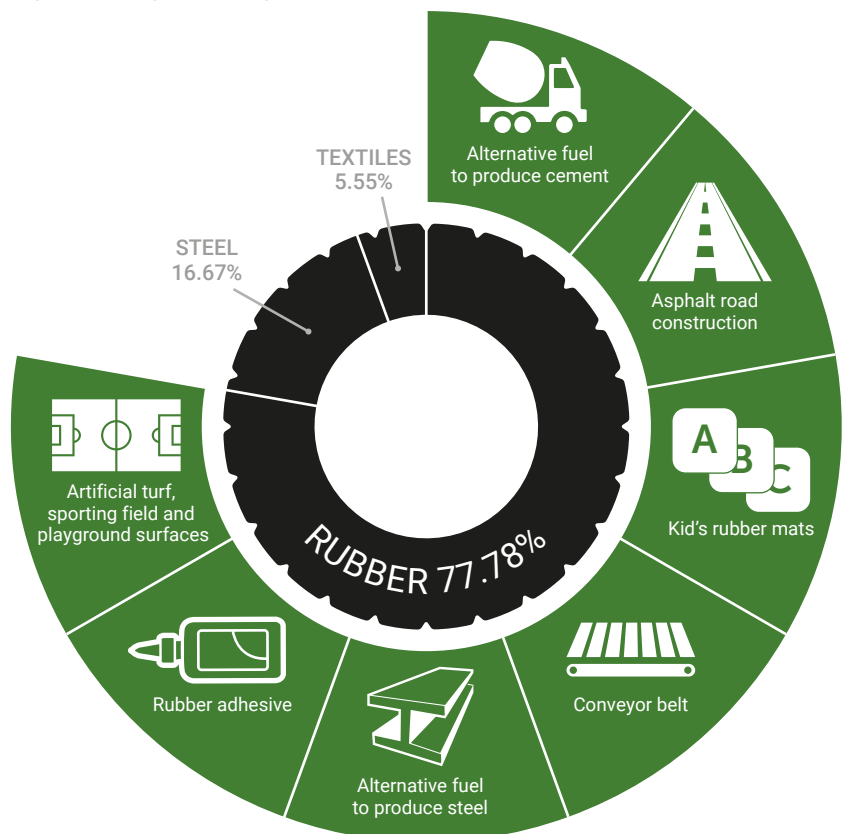 Alternative fuel
to produce cement
TEXTILES
5.55%
STEEL
16.67%
Asphalt road
construction
A
B
C
Kid's rubber mats
Artificial turf,
sporting field and
playground surfaces
RUBBER 77.78%
Rubber adhesive
Conveyor belt
Alternative fuel
to produce steel